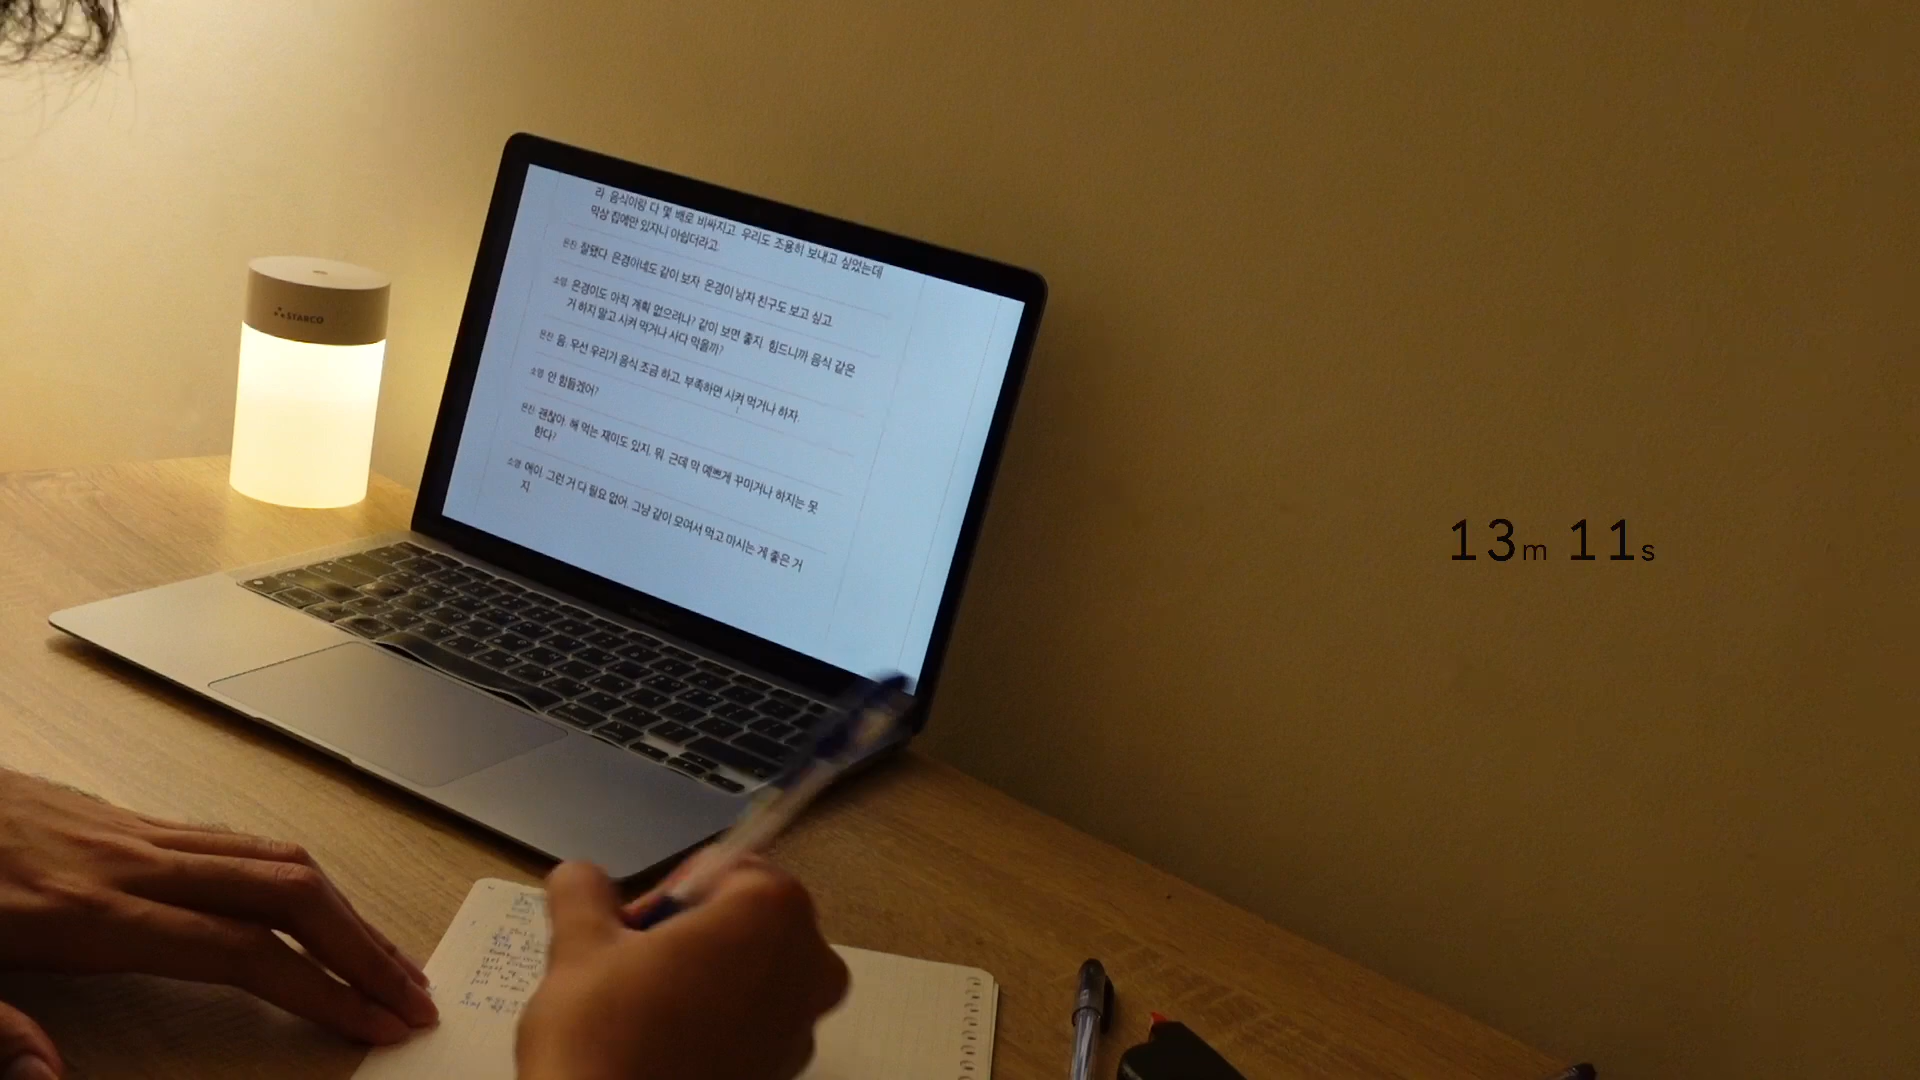 STARCO
라. 음식이랑 다 몇 배로 비싸지고. 우리도 조용히 보내고 싶었는데
막상 집에만 있자니 아쉽더라고.
은찬 잘됐다. 은경이네도 같이 보자. 은경이 남자 친구도 보고 싶고.
소영 은경이도 아직 계획 없으려나? 같이 보면 좋지. 힘드니까 음식 같은
거 하지 말고 시켜 먹거나 사다 먹을까?
은찬 음, 우선 우리가 음식 조금 하고, 부족하면 시켜 먹거나 하자.
소영 안 힘들겠어?
은찬 괜찮아. 해 먹는 재미도 있지, 뭐. 근데 막 예쁘게 꾸미거나 하지는 못
한다?
소영 에이, 그런 거 다 필요 없어. 그냥 같이 모여서 먹고 마시는 게 좋은 거
지.
13m 11s